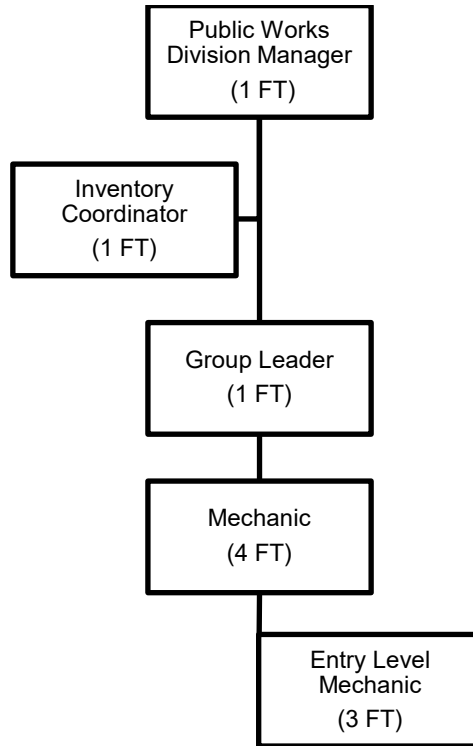 Public Works
Division Manager
(1 FT)
Inventory
Coordinator
(1 FT)
Group Leader
(1 FT)
Mechanic
(4 FT)
Entry Level
Mechanic
(3 FT)